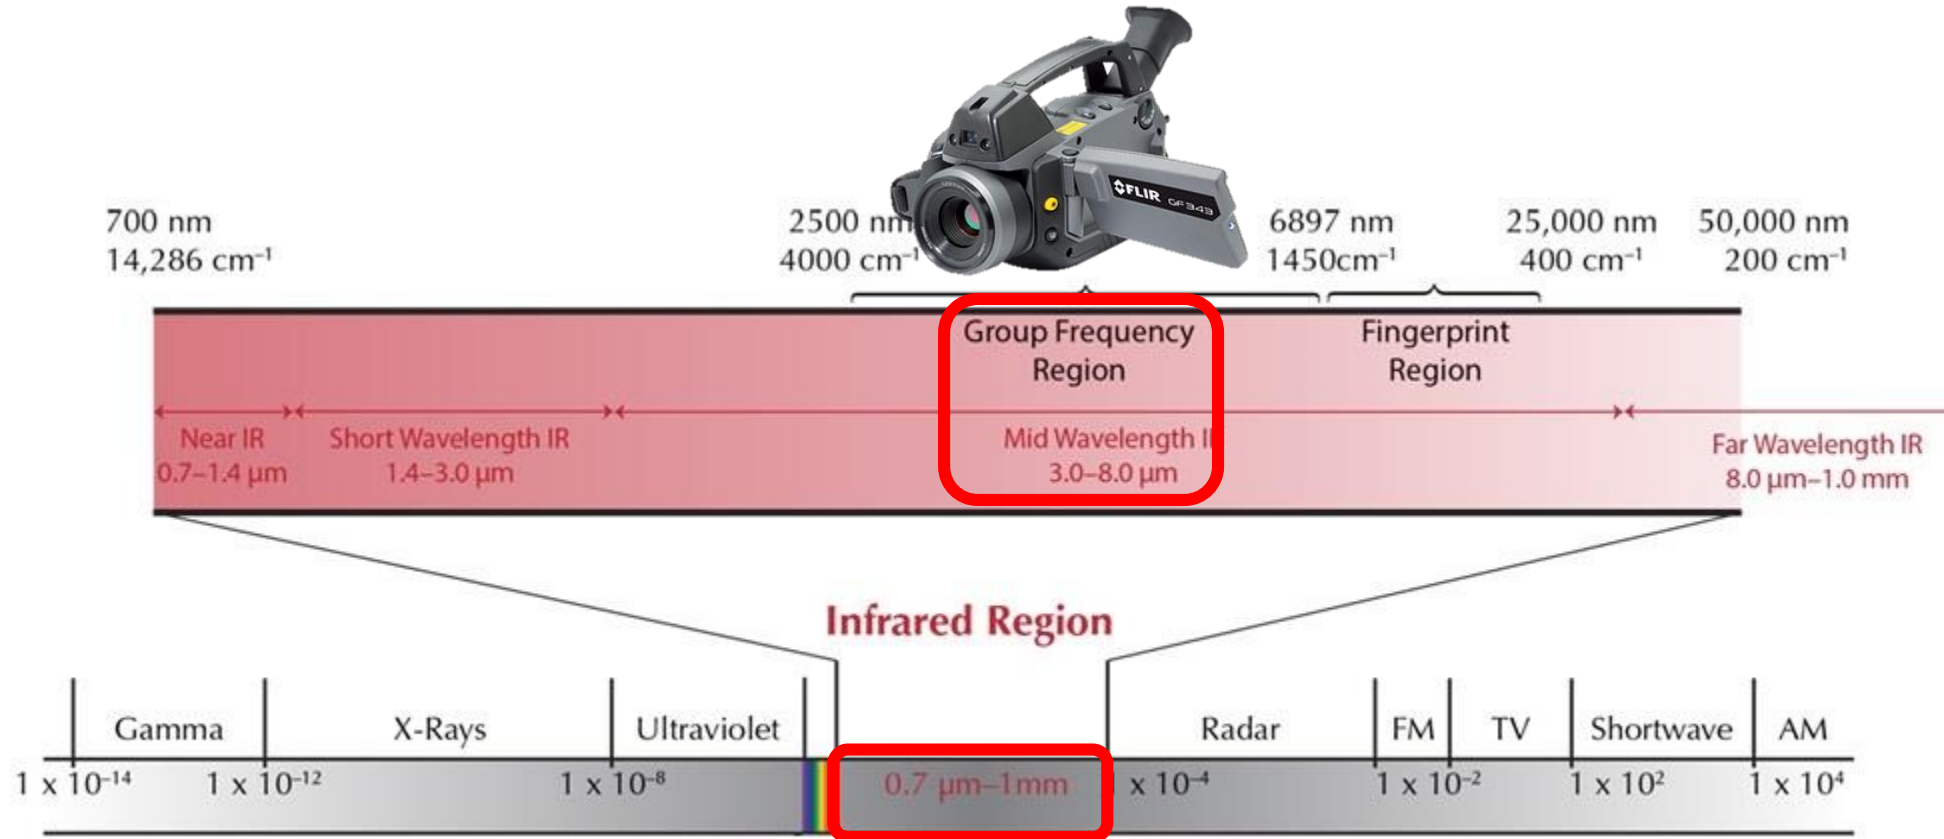 FLIR GF343
700 nm
14,286 cm⁻¹
2500 nm
4000 cm⁻¹
6897 nm
1450cm⁻¹
25,000 nm
400 cm⁻¹
50,000 nm
200 cm⁻¹
Group Frequency
Region
Fingerprint
Region
Near IR
0.7–1.4 µm
Short Wavelength IR
1.4–3.0 µm
Mid Wavelength
3.0–8.0 µm
Far Wavelength IR
8.0 µm–1.0 mm
Infrared Region
Gamma X-Rays Ultraviolet Radar FM TV Shortwave AM
1 x 10⁻¹⁴ 1 x 10⁻¹² 1 x 10⁻⁸ 0.7 µm–1mm x 10⁻⁴ 1 x 10⁻² 1 x 10² 1 x 10⁴